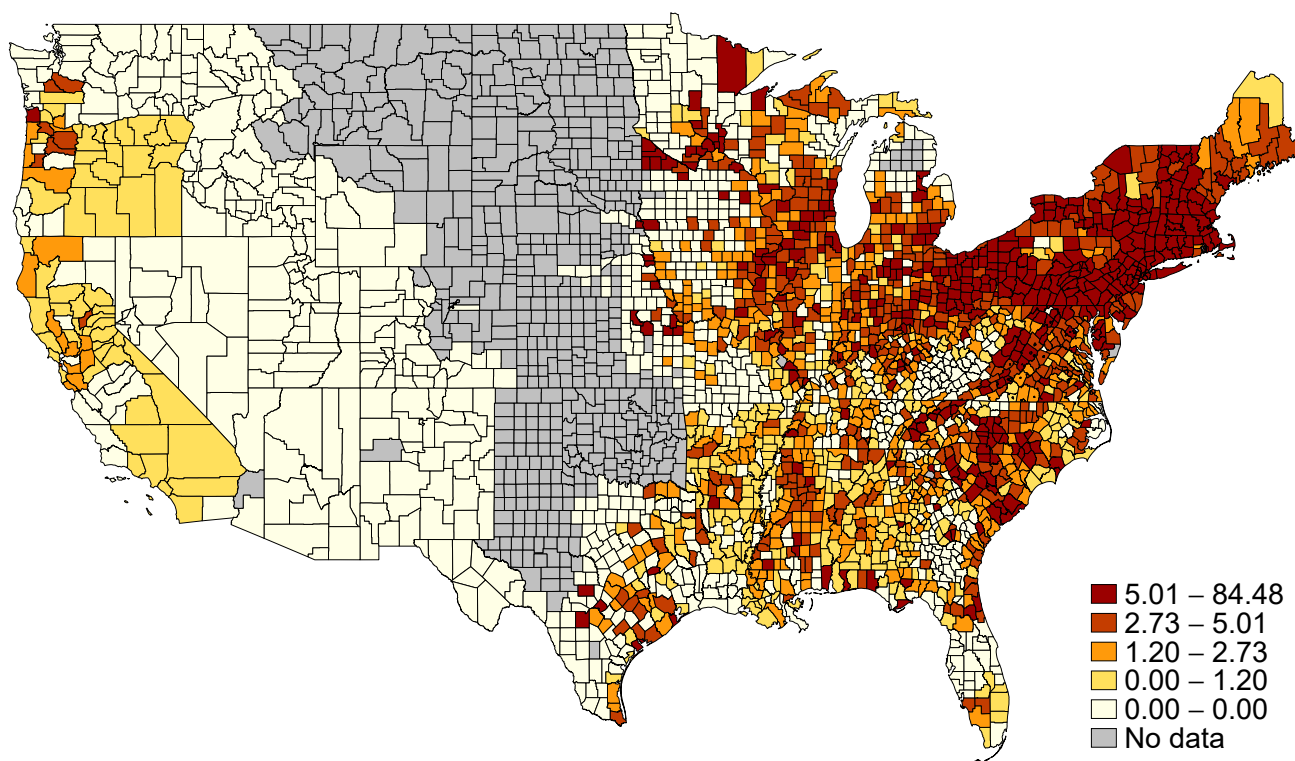 5.01 – 84.48
2.73 – 5.01
1.20 – 2.73
0.00 – 1.20
0.00 – 0.00
No data